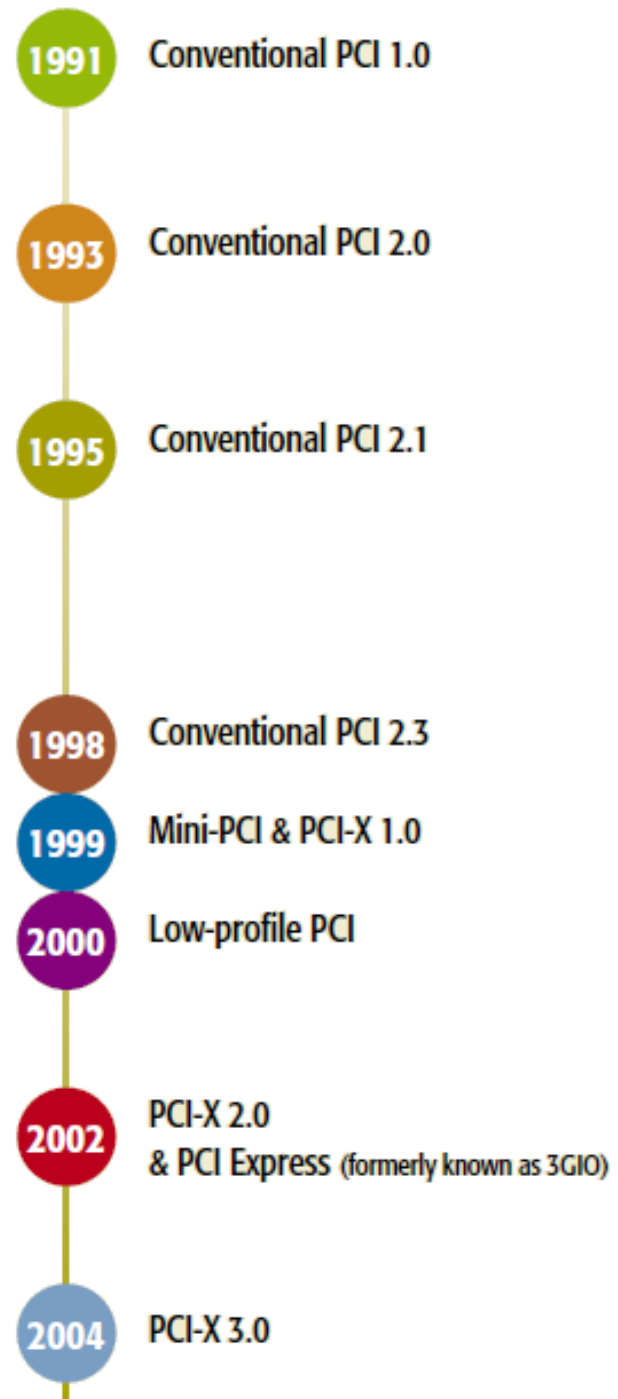 1991 Conventional PCI 1.0
1993 Conventional PCI 2.0
1995 Conventional PCI 2.1
1998 Conventional PCI 2.3
1999 Mini-PCI & PCI-X 1.0
2000 Low-profile PCI
2002 PCI-X 2.0
& PCI Express (formerly known as 3GIO)
2004 PCI-X 3.0